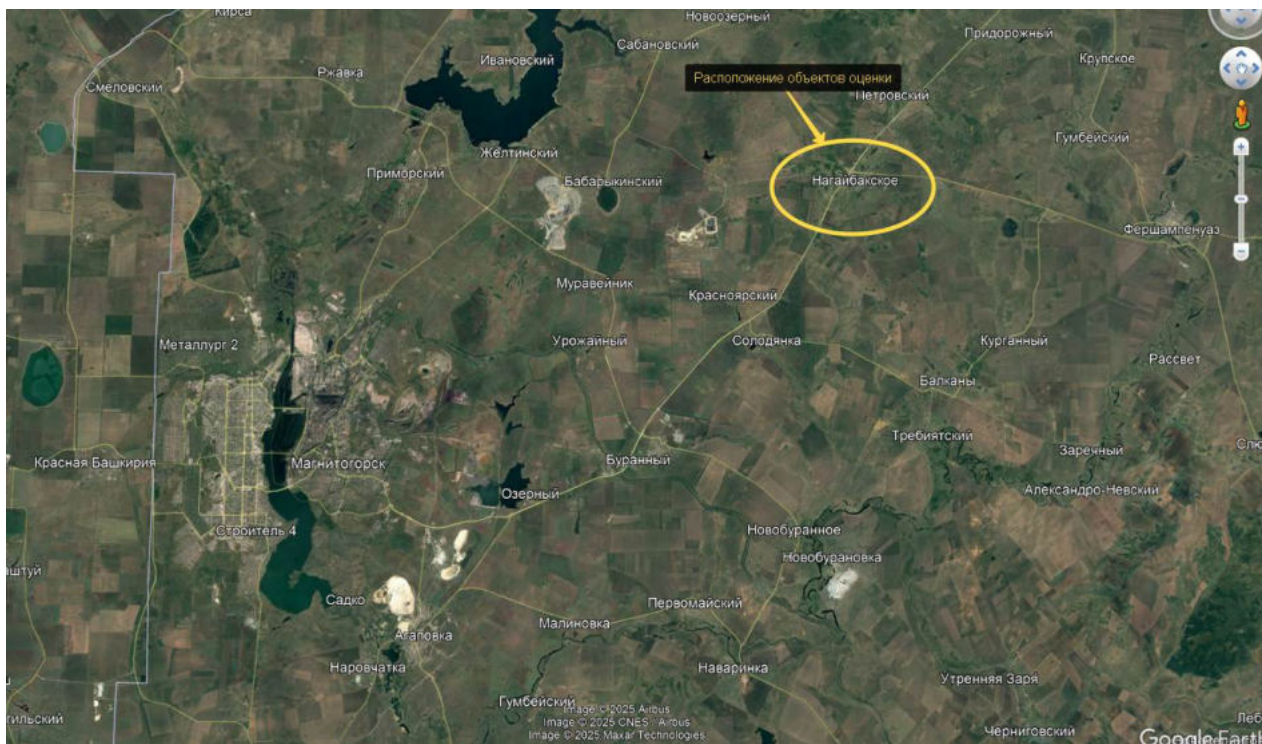 Кирса
Новоозерный
Сабановский
Придорожный
Ивановский
Ржавка
Крупское
Смеловский
Расположение объектов оценки
Петровский
Гумбейский
Желтинский
Приморский
Бабарыкинский
Нагайбакское
Фершампенуаз
Муравейник
Красноярский
Металлург 2
Урожайный
Солодянка
Курганный
Рассвет
Балканы
Требиятский
Заречный
Красная Башкирия
Магнитогорск
Буранный
Александро-Невский
Озерный
Строитель 4
Новобуранное
Новобурановка
аштуй
Садко
Первомайский
Малиновка
Агаповка
Наровчатка
Наваринка
Утренняя Заря
Гумбейский
Image © 2025 Airbus
Image © 2025 CNES / Airbus
Image © 2025 Maxar Technologies
тильский
Черниговский
Леб
Google Earth